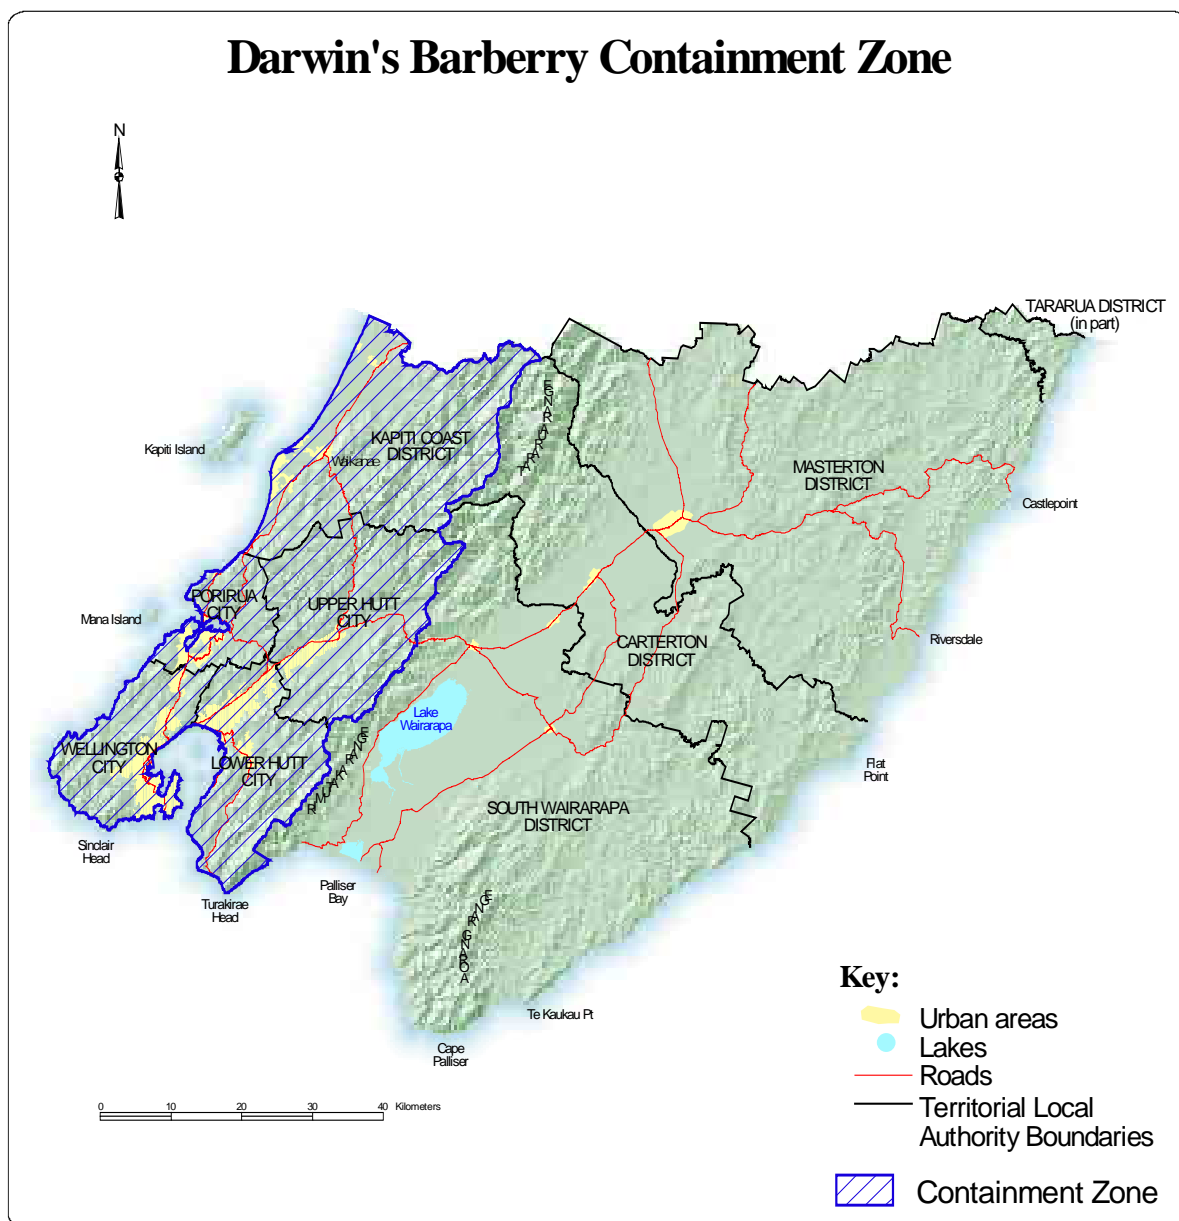 Darwin's Barberry Containment Zone
N
TARARUA DISTRICT
(in part)
Kapiti Island
KAPITI COAST
DISTRICT
Waikanae
TARARUA RANGE
MASTERTON
DISTRICT
Castlepoint
Mana Island
PORIRUA
CITY
UPPER HUTT
CITY
CARTERTON
DISTRICT
Riversdale
Lake
Wairarapa
WELLINGTON
CITY
LOWER HUTT
CITY
RIMUTAKA RANGE
Flat
Point
SOUTH WAIRARAPA
DISTRICT
Sinclair
Head
Palliser
Bay
Turakirae
Head
AORANGI RANGE
Te Kaukau Pt
Cape
Palliser
0 10 20 30 40 Kilometers
Key:
Urban areas
Lakes
Roads
Territorial Local
Authority Boundaries
Containment Zone